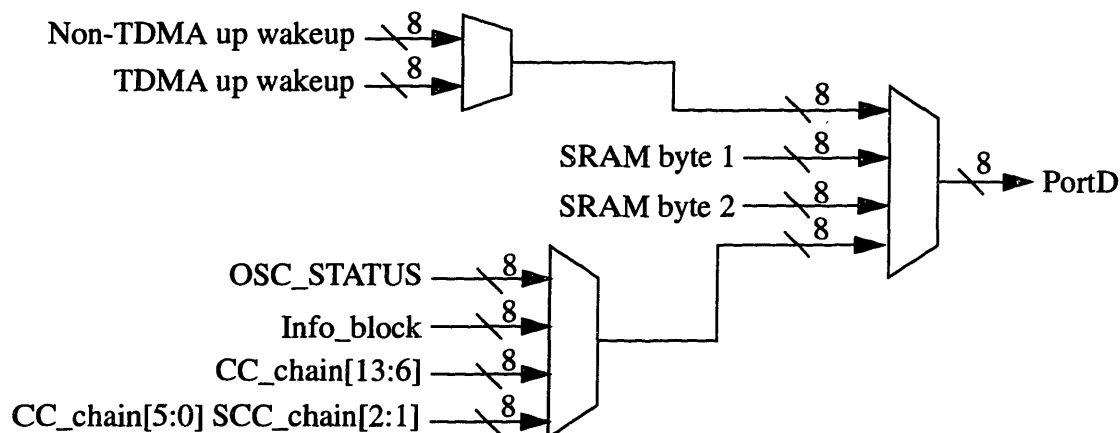 Non-TDMA up wakeup 8
TDMA up wakeup 8
8
SRAM byte 1 8
8 PortD
SRAM byte 2 8
8
OSC_STATUS 8
Info_block 8
CC_chain[13:6] 8
CC_chain[5:0] SCC_chain[2:1] 8